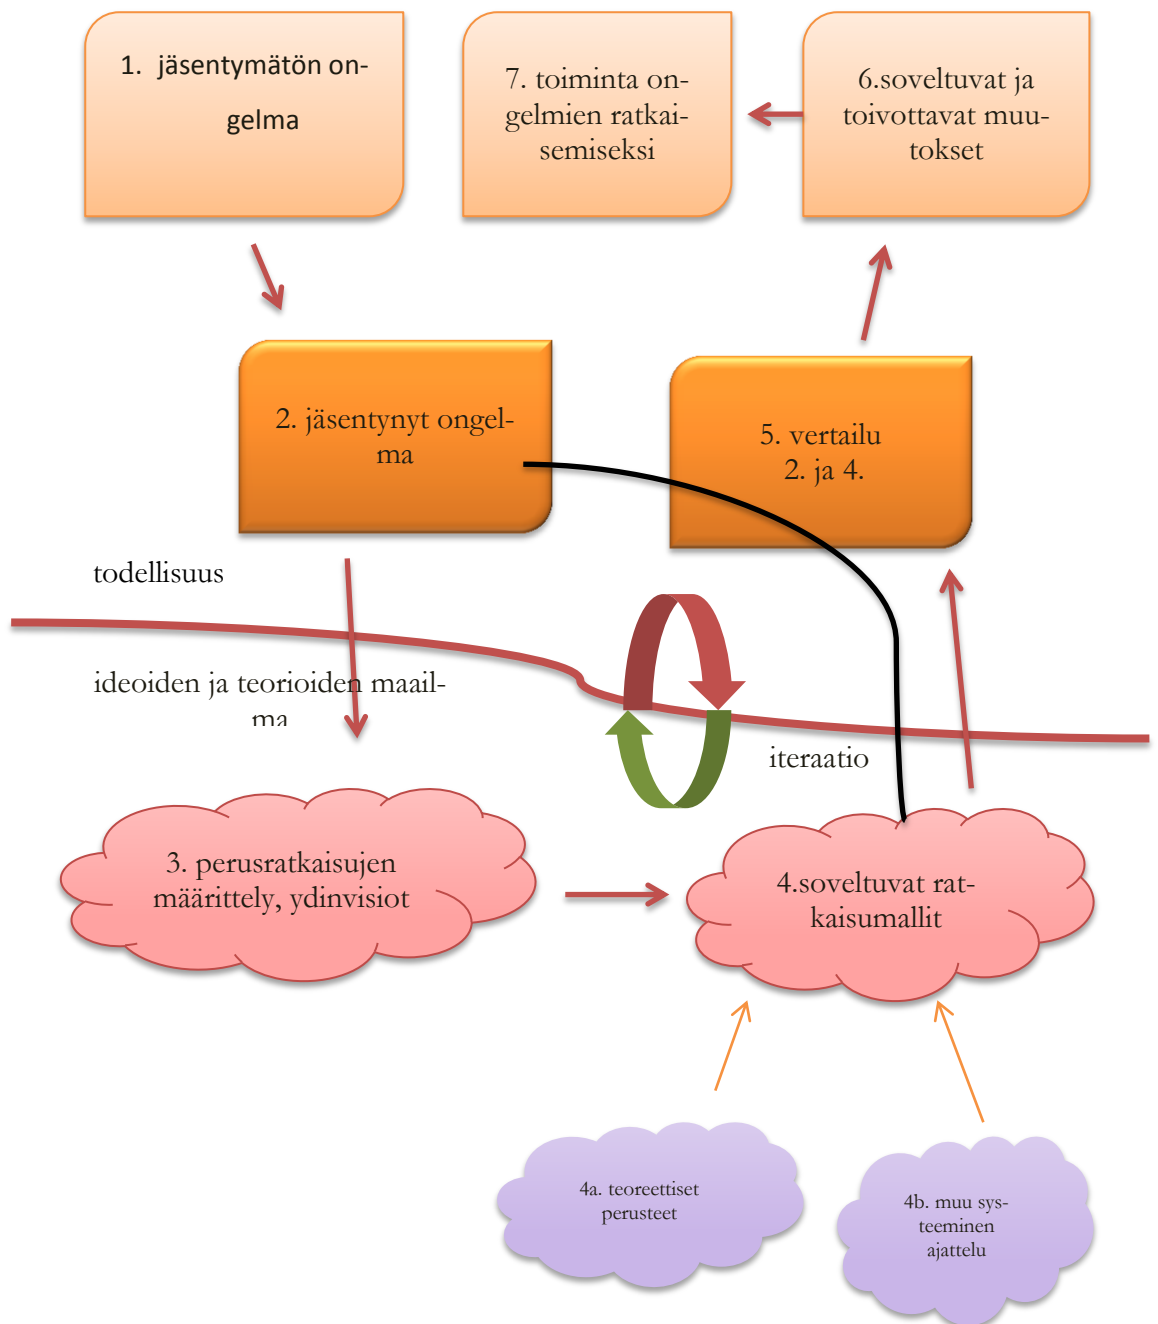 1. jäsentymätön on-
gelma
7. toiminta on-
gelmien ratkai-
semiseksi
6.soveltuvat ja
toivottavat muu-
tokset
2. jäsentynyt ongel-
ma
5. vertailu
2. ja 4.
todellisuus
ideoiden ja teorioiden maail-
ma
iteraatio
3. perusratkaisujen
määrittely, ydinvisiot
4.soveltuvat rat-
kaisumallit
4a. teoreettiset
perusteet
4b. muu sys-
teeminen
ajattelu